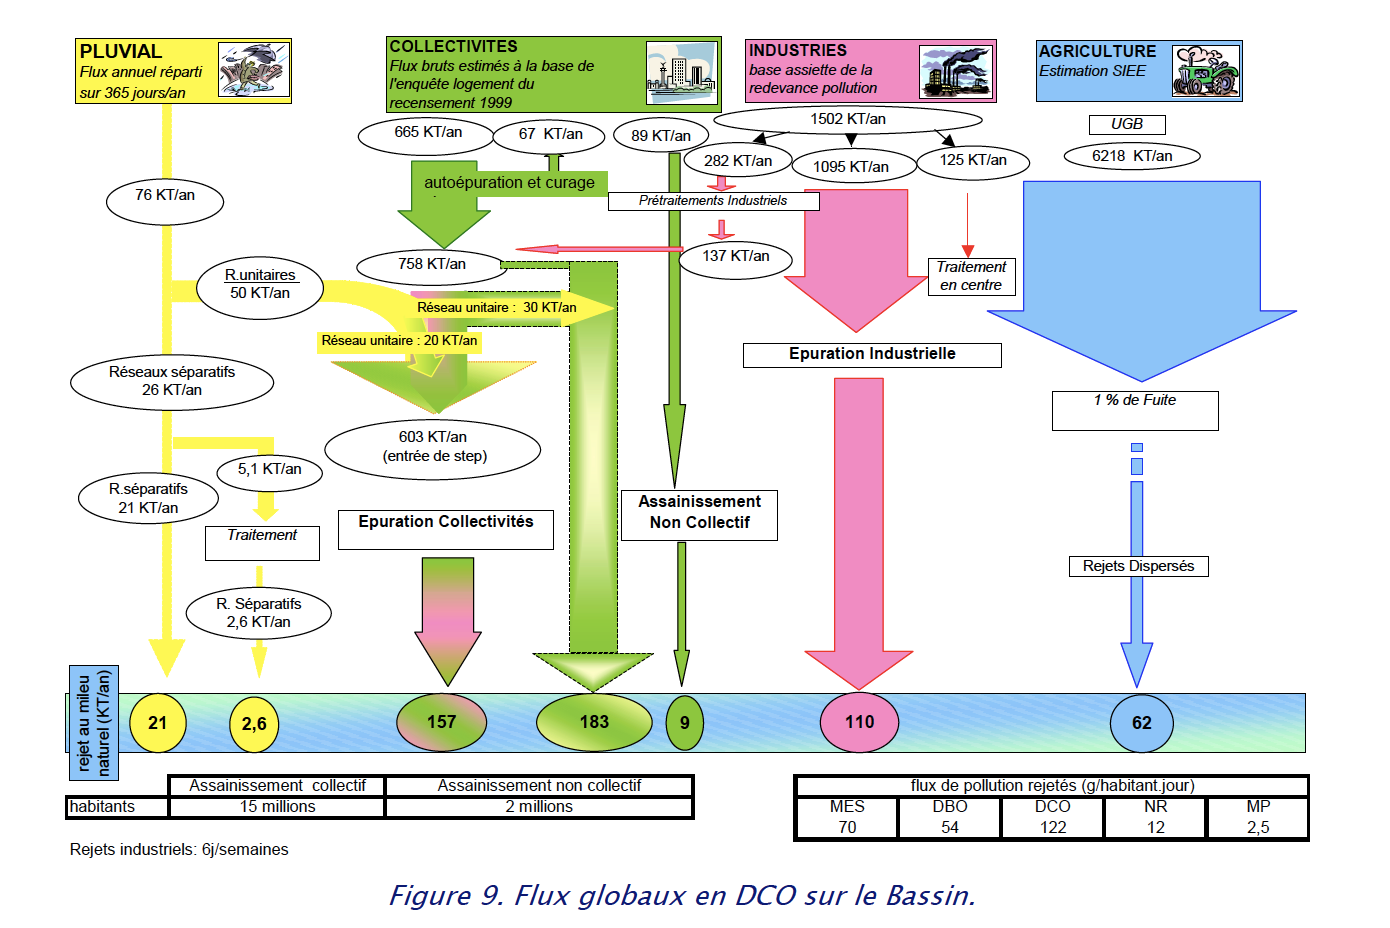 PLUVIAL
Flux annuel réparti
sur 365 jours/an
COLLECTIVITES
Flux bruts estimés à la base de
l'enquête logement du
recensement 1999
INDUSTRIES
base assiette de la
redevance pollution
AGRICULTURE
Estimation SIEE
665 KT/an
67 KT/an
89 KT/an
1502 KT/an
UGB
282 KT/an
1095 KT/an
125 KT/an
6218 KT/an
76 KT/an
autoépuration et curage
Prétraitements Industriels
758 KT/an
137 KT/an
Traitement
en centre
R.unitaires
50 KT/an
Réseau unitaire : 30 KT/an
Réseau unitaire : 20 KT/an
Epuration Industrielle
Réseaux séparatifs
26 KT/an
1 % de Fuite
603 KT/an
(entrée de step)
5,1 KT/an
R.séparatifs
21 KT/an
Assainissement
Non Collectif
Epuration Collectivités
Traitement
Rejets Dispersés
R. Séparatifs
2,6 KT/an
rejet au milieu
naturel (KT/an)
21
2,6
157
183
9
110
62
Assainissement collectif
Assainissement non collectif
habitants
15 millions
2 millions
flux de pollution rejetés (g/habitant.jour)
MES
DBO
DCO
NR
MP
70
54
122
12
2,5
Rejets industriels: 6j/semaines
Figure 9. Flux globaux en DCO sur le Bassin.